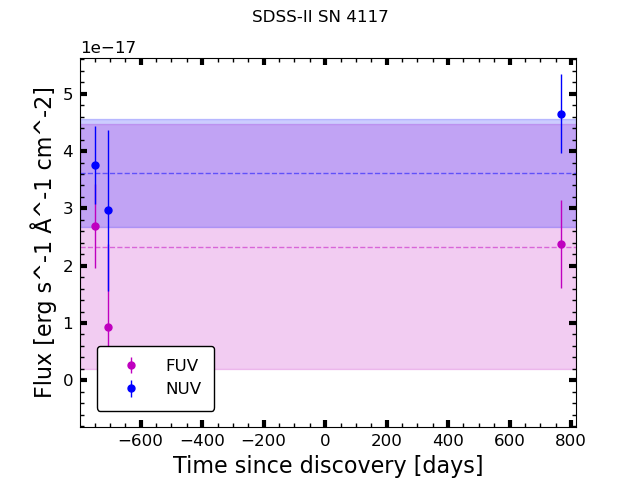 SDSS-II SN 4117
1e−17
Flux [erg s^-1 Å^-1 cm^-2]
5
4
3
2
1
0
FUV
NUV
−600
−400
−200
0
200
400
600
800
Time since discovery [days]